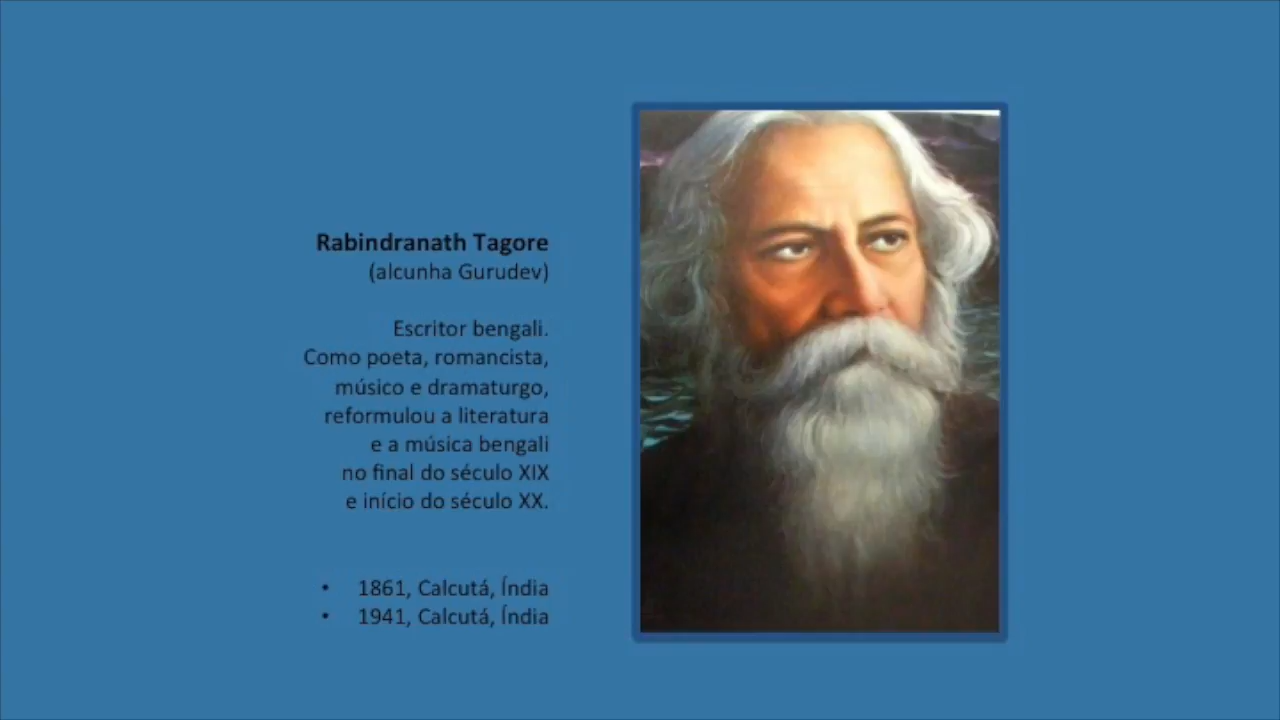 Rabindranath Tagore
(alcunha Gurudev)
Escritor bengali.
Como poeta, romancista,
músico e dramaturgo,
reformulou a literatura
e a música bengali
no final do século XIX
e início do século XX.
• 1861, Calcutá, Índia
• 1941, Calcutá, Índia